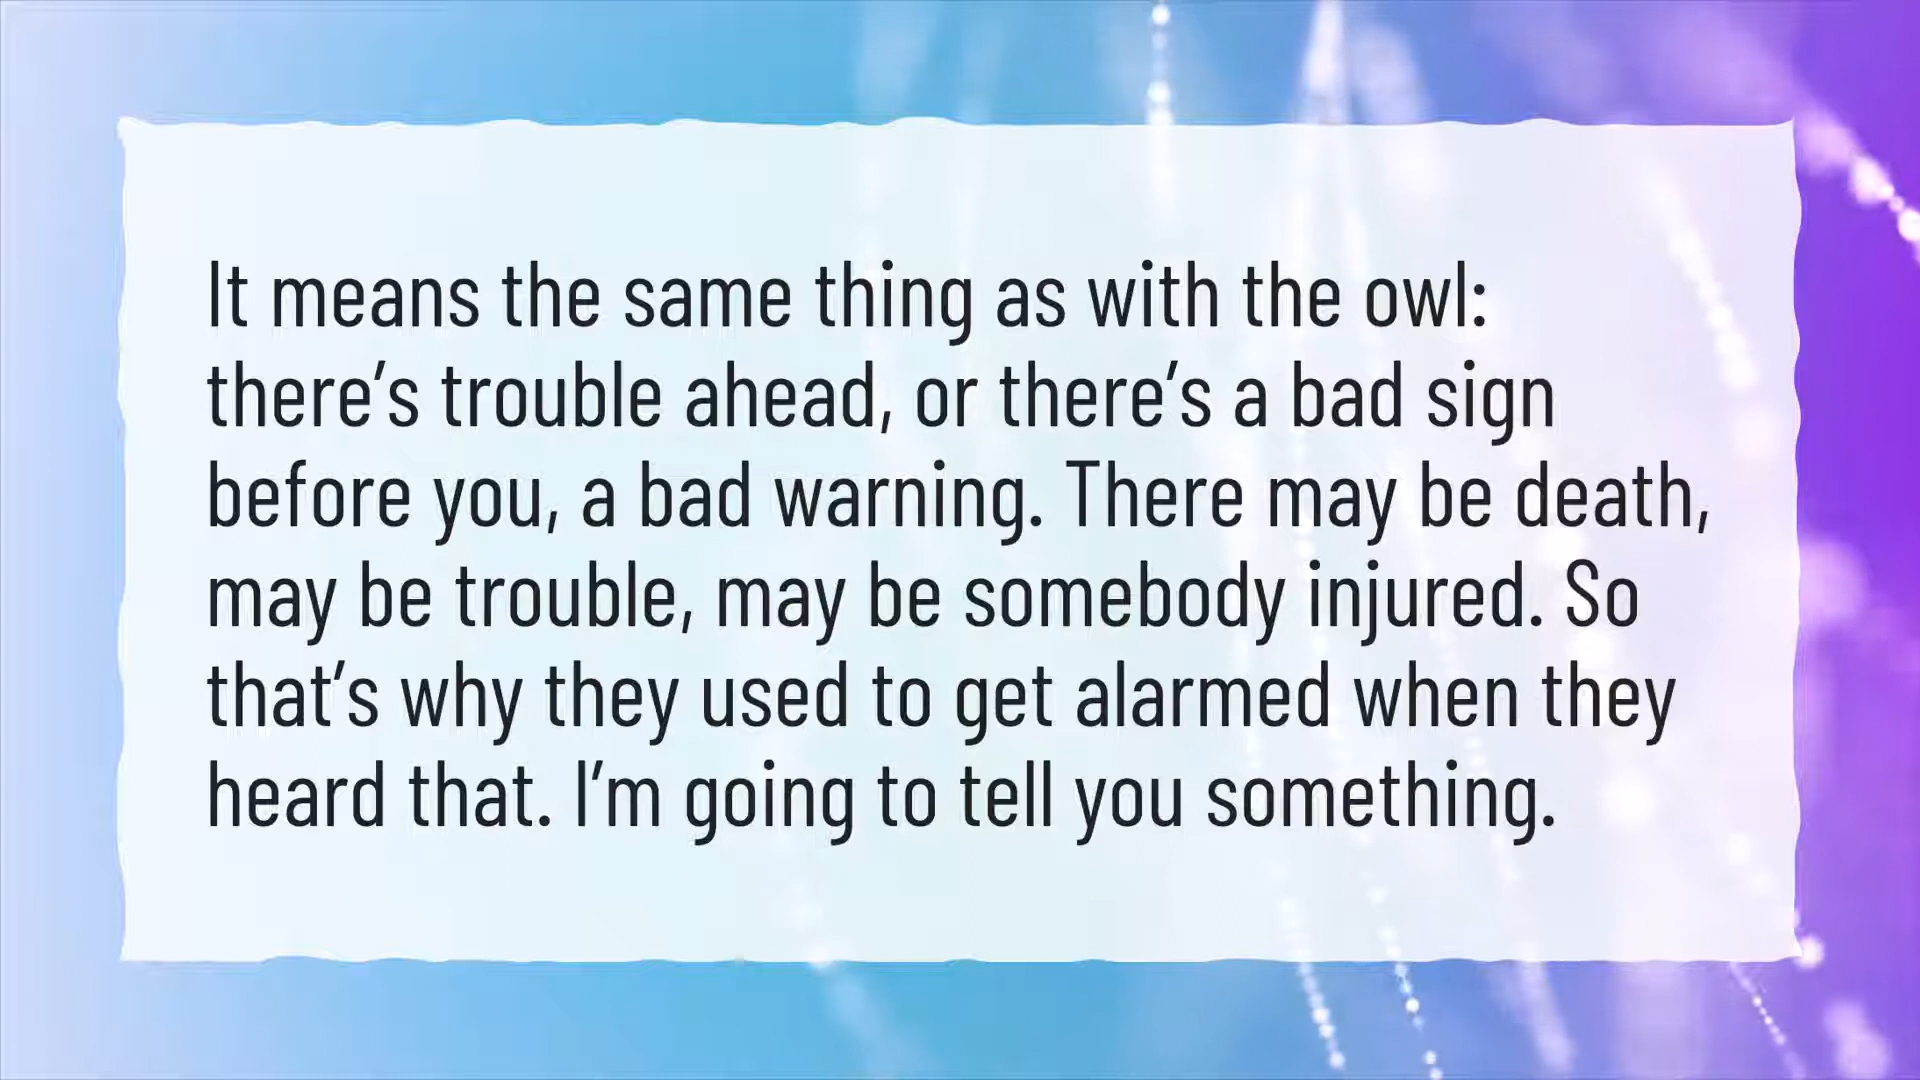 It means the same thing as with the owl:
there’s trouble ahead, or there’s a bad sign
before you, a bad warning. There may be death,
may be trouble, may be somebody injured. So
that’s why they used to get alarmed when they
heard that. I’m going to tell you something.